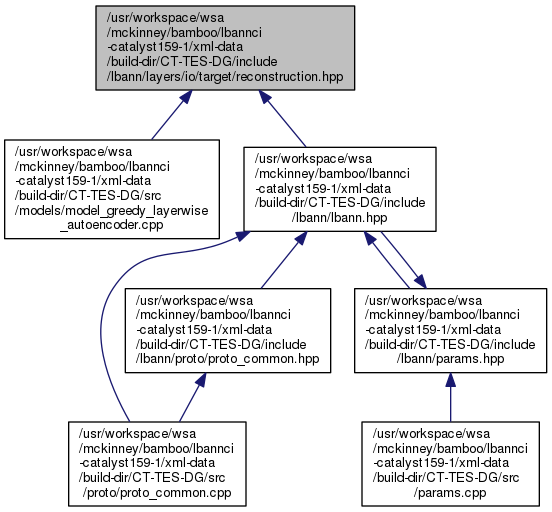 /usr/workspace/wsa
/mckinney/bamboo/lbannci
-catalyst159-1/xml-data
/build-dir/CT-TES-DG/include
/lbann/layers/io/target/reconstruction.hpp
/usr/workspace/wsa
/mckinney/bamboo/lbannci
-catalyst159-1/xml-data
/build-dir/CT-TES-DG/src
/models/model_greedy_layerwise
_autoencoder.cpp
/usr/workspace/wsa
/mckinney/bamboo/lbannci
-catalyst159-1/xml-data
/build-dir/CT-TES-DG/include
/lbann/lbann.hpp
/usr/workspace/wsa
/mckinney/bamboo/lbannci
-catalyst159-1/xml-data
/build-dir/CT-TES-DG/include
/lbann/proto/proto_common.hpp
/usr/workspace/wsa
/mckinney/bamboo/lbannci
-catalyst159-1/xml-data
/build-dir/CT-TES-DG/include
/lbann/params.hpp
/usr/workspace/wsa
/mckinney/bamboo/lbannci
-catalyst159-1/xml-data
/build-dir/CT-TES-DG/src
/proto/proto_common.cpp
/usr/workspace/wsa
/mckinney/bamboo/lbannci
-catalyst159-1/xml-data
/build-dir/CT-TES-DG/src
/params.cpp